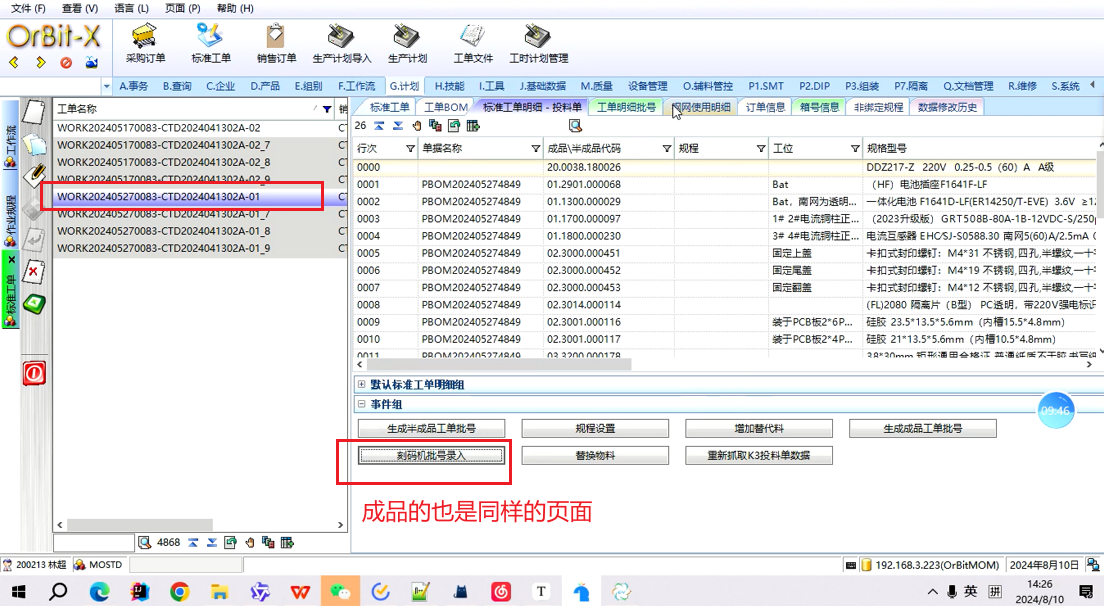 文件 (F) 查看 (V) 语言 (L) 页面 (P) 帮助 (H)
OrBit-X
采购订单 标准工单 销售订单 生产计划导入 生产计划 工单文件 工时计划管理
A.事务 B.查询 C.企业 D.产品 E.组别 F.工作流 G.计划 H.技能 I.工具 J.基础数据 M.质量 设备管理 O.辅料管控 P1.SMT P2.DIP P3.组装 P7.隔离 Q.文档管理 R.维修 S.系统
工作流
作业规程
标准工单
工单名称 销
WORK202405170083-CTD2024041302A-02
WORK202405170083-CTD2024041302A-02_7
WORK202405170083-CTD2024041302A-02_8
WORK202405170083-CTD2024041302A-02_9
WORK202405270083-CTD2024041302A-01
WORK202405270083-CTD2024041302A-01_7
WORK202405270083-CTD2024041302A-01_8
WORK202405270083-CTD2024041302A-01_9
4868
标准工单 工单BOM 标准工单明细 - 投料单 工单明细批号 网使用明细 订单信息 箱号信息 非绑定规程 数据修改历史
26
行次 单据名称 成品\半成品代码 规程 工位 规格型号
0000 20.0038.180026 DDZ217-Z 220V 0.25-0.5（60）A A级
0001 PBOM202405274849 01.2901.000068 Bat （HF）电池插座F1641F-LF
0002 PBOM202405274849 01.1300.000029 Bat，南网为透明... 一体化电池 F1641D-LF(ER14250/T-EVE) 3.6V ≥12
0003 PBOM202405274849 01.1700.000097 1# 2#电流铜柱正... （2023升级版）GRT508B-80A-1B-12VDC-S/250μ
0004 PBOM202405274849 01.1800.000230 3# 4#电流铜柱正... 电流互感器 EHC/SJ-S0588.30 南网5(60)A/2.5mA
0005 PBOM202405274849 02.3000.000451 固定上盖 卡扣式封印螺钉：M4*31 不锈钢,四孔,半螺纹,一十字
0006 PBOM202405274849 02.3000.000452 固定尾盖 卡扣式封印螺钉：M4*19 不锈钢,四孔,半螺纹,一十字
0007 PBOM202405274849 02.3000.000453 固定翻盖 卡扣式封印螺钉：M4*12 不锈钢,四孔,半螺纹,一十字
0008 PBOM202405274849 02.3014.000114 (FL)2080 隔离片（B型） PC透明，带220V强电标识
0009 PBOM202405274849 02.3001.000116 装于PCB板2*6P... 硅胶 23.5*13.5*5.6mm（内槽15.5*4.8mm）
0010 PBOM202405274849 02.3001.000117 装于PCB板2*4P... 硅胶 21*13.5*5.6mm（内槽10.5*4.8mm）
0011 PBOM202405274849 03.3200.000178
默认标准工单明细组
事件组
09:46
生成半成品工单批号 规程设置 增加替代料 生成成品工单批号
刻码机批号录入 替换物料 重新抓取K3投料单数据
成品的也是同样的页面
200213 林超 MOSTD 192.168.3.223(OrBitMOM) 2024年8月10日
英 拼 14:26
2024/8/10